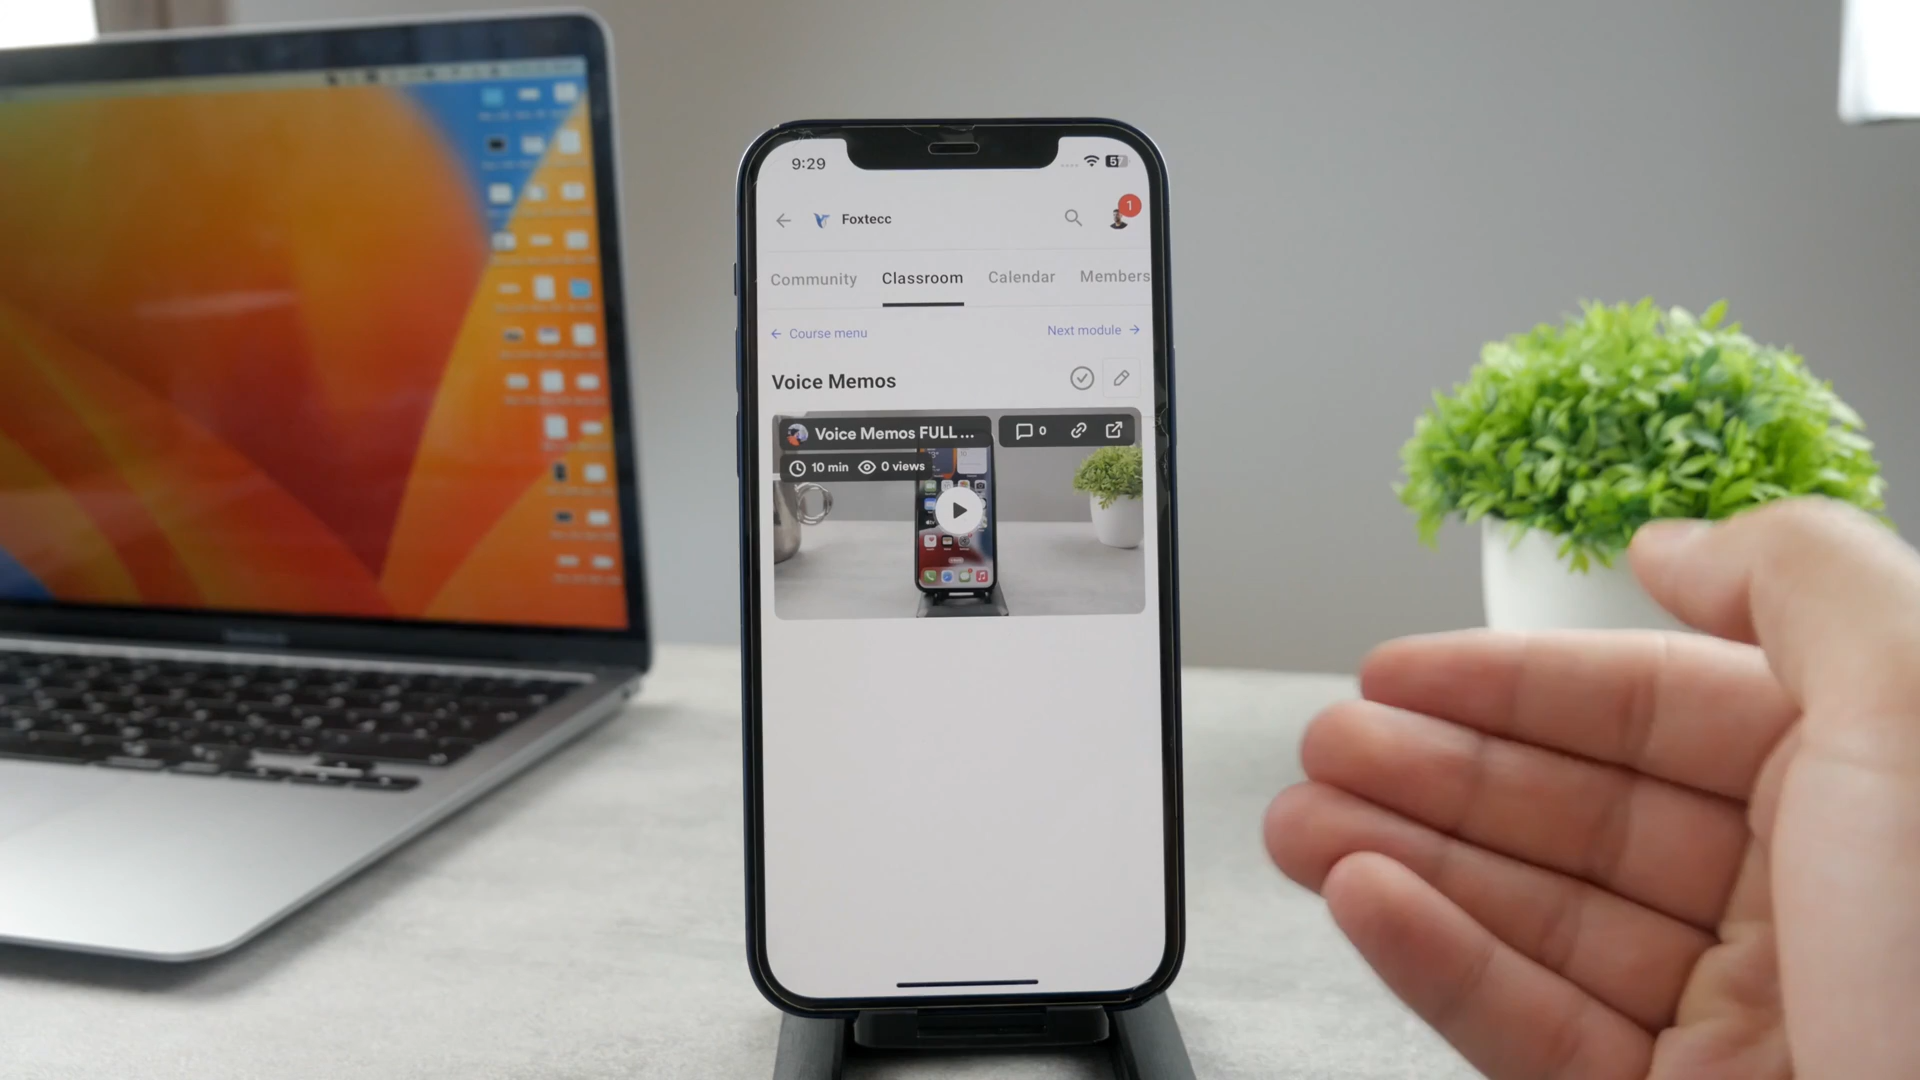 9:29
57
Foxtecc
1
Community Classroom Calendar Members
Course menu
Next module
Voice Memos
Voice Memos FULL ...
0
10 min
0 views